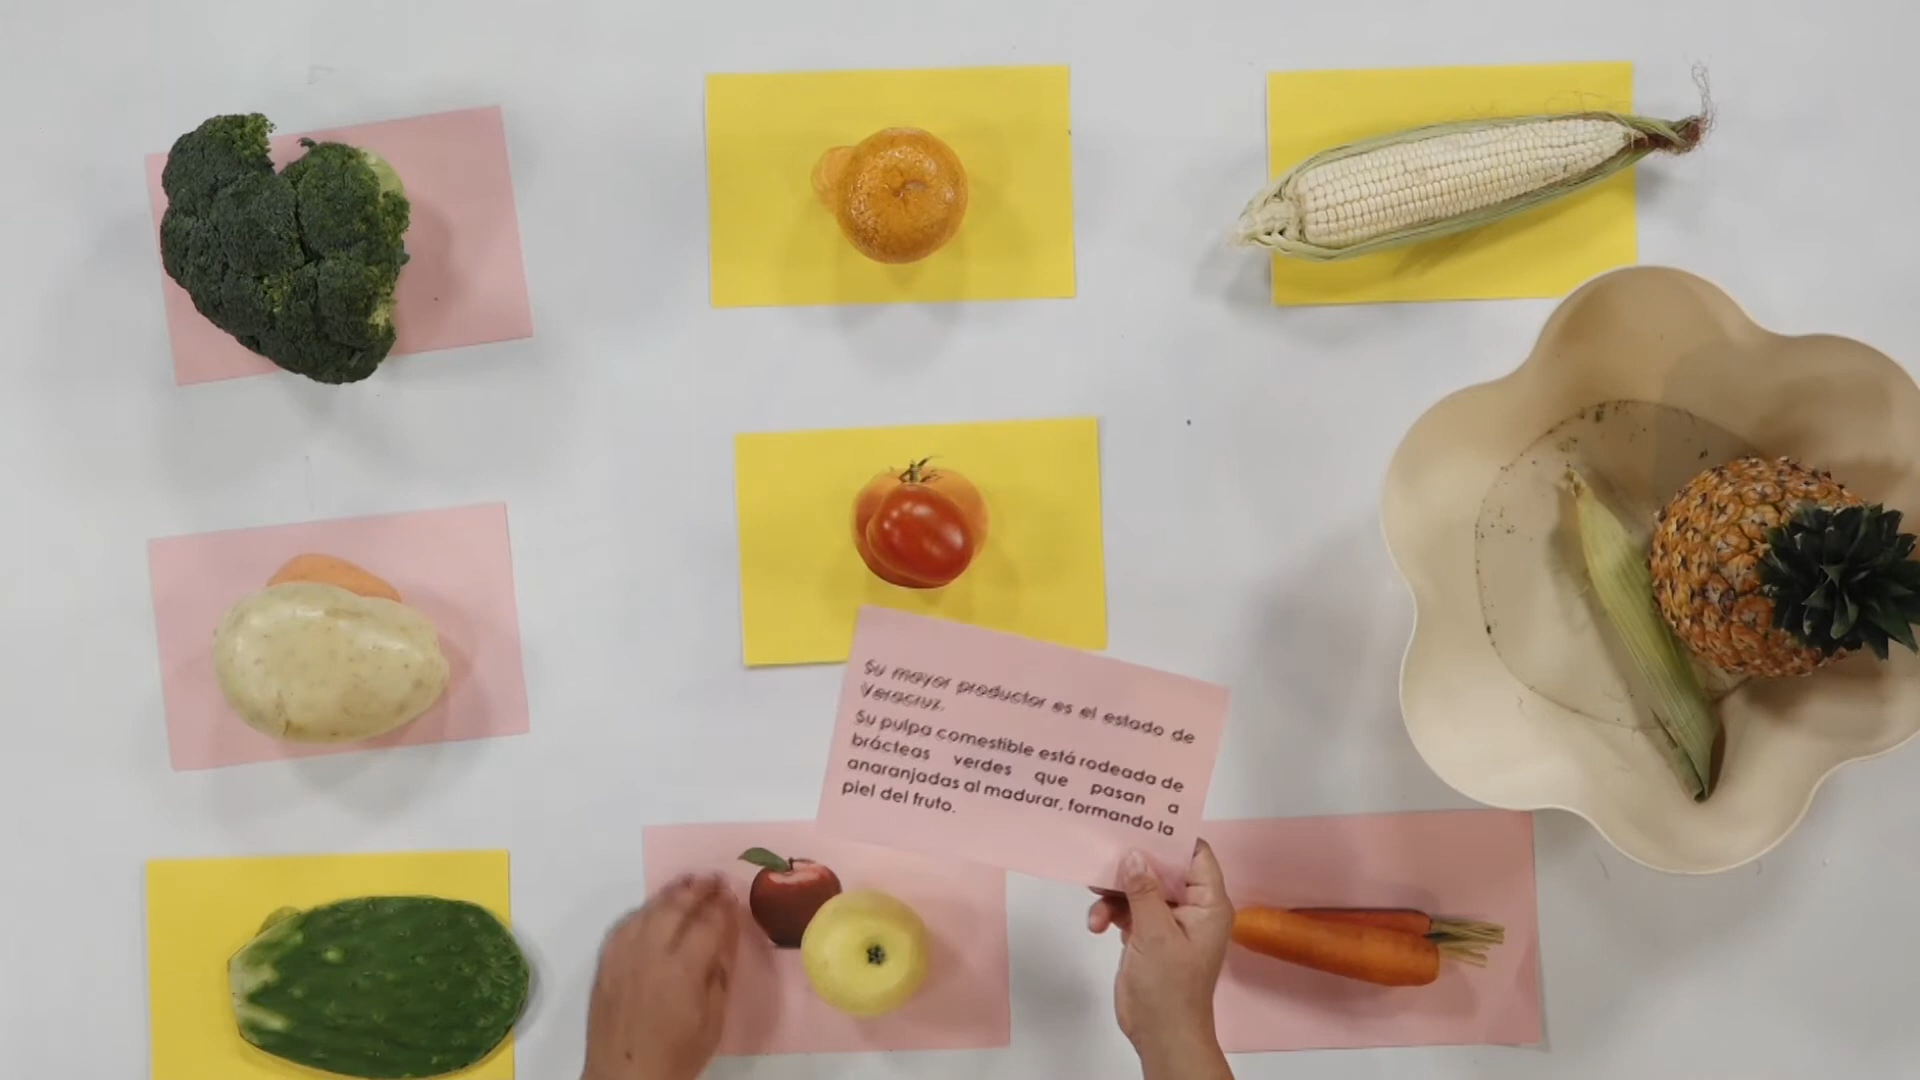 Su mayor productor es el estado de
Veracruz.
Su pulpa comestible está rodeada de
brácteas verdes que pasan a
anaranjadas al madurar, formando la
piel del fruto.